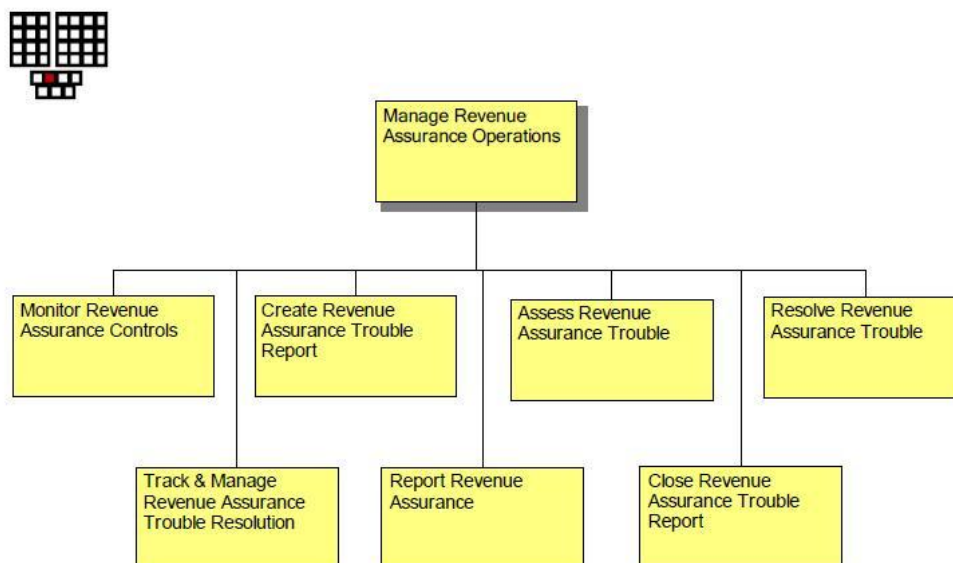 Manage Revenue
Assurance Operations
Monitor Revenue
Assurance Controls
Create Revenue
Assurance Trouble
Report
Assess Revenue
Assurance Trouble
Resolve Revenue
Assurance Trouble
Track & Manage
Revenue Assurance
Trouble Resolution
Report Revenue
Assurance
Close Revenue
Assurance Trouble
Report